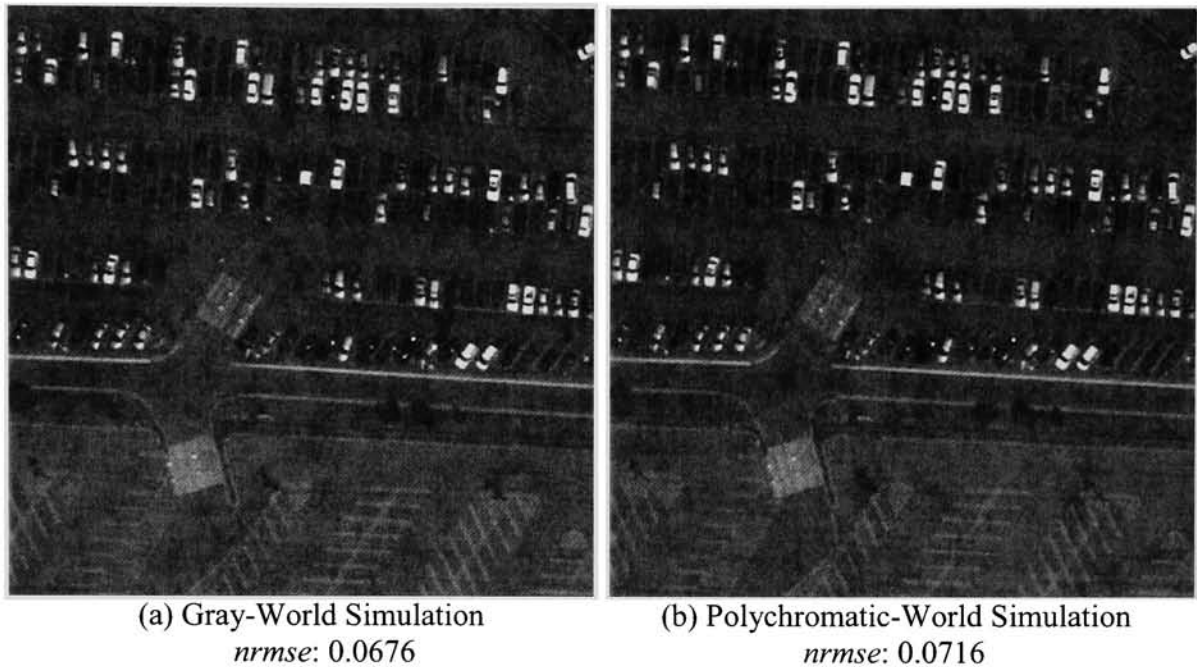 (a) Gray-World Simulation
nrmse: 0.0676
(b) Polychromatic-World Simulation
nrmse: 0.0716